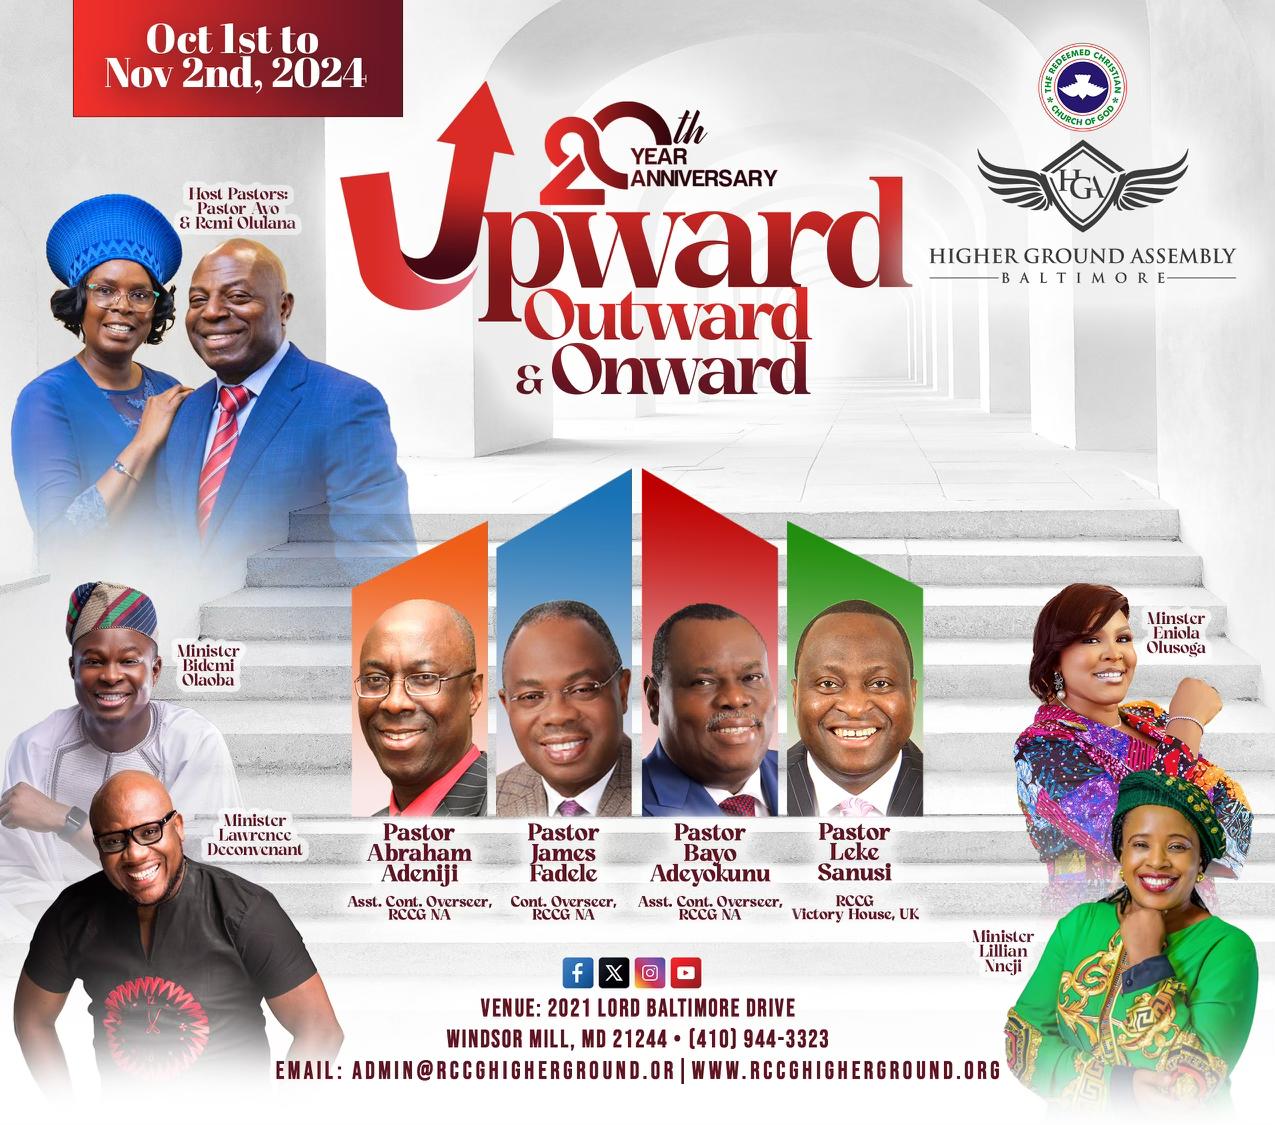 Oct 1st to
Nov 2nd, 2024
THE REDEEMED CHRISTIAN
CHURCH OF GOD
HGA
HIGHER GROUND ASSEMBLY
BALTIMORE
20th
YEAR
ANNIVERSARY
Upward
Outward
& Onward
Host Pastors:
Pastor Ayo
& Remi Olulana
Minister
Bidemi
Olaoba
Minister
Lawrence
Deconvenant
Minster
Eniola
Olusoga
Minister
Lillian
Nneji
Pastor
Abraham
Adeniji
Asst. Cont. Overseer,
RCCG NA
Pastor
James
Fadele
Cont. Overseer,
RCCG NA
Pastor
Bayo
Adeyokunu
Asst. Cont. Overseer,
RCCG NA
Pastor
Leke
Sanusi
RCCG
Victory House, UK
VENUE: 2021 LORD BALTIMORE DRIVE
WINDSOR MILL, MD 21244 • (410) 944-3323
EMAIL: ADMIN@RCCGHIGHERGROUND.OR|WWW.RCCGHIGHERGROUND.ORG